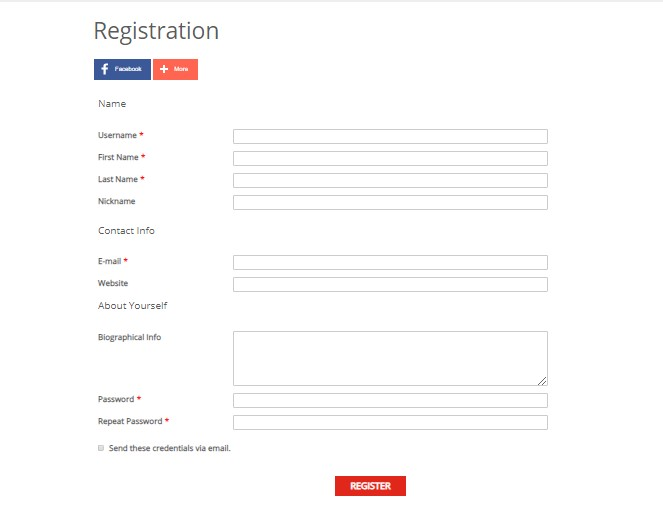 Registration
Facebook More
Name
Username *
First Name *
Last Name *
Nickname
Contact Info
E-mail *
Website
About Yourself
Biographical Info
Password *
Repeat Password *
Send these credentials via email.
REGISTER